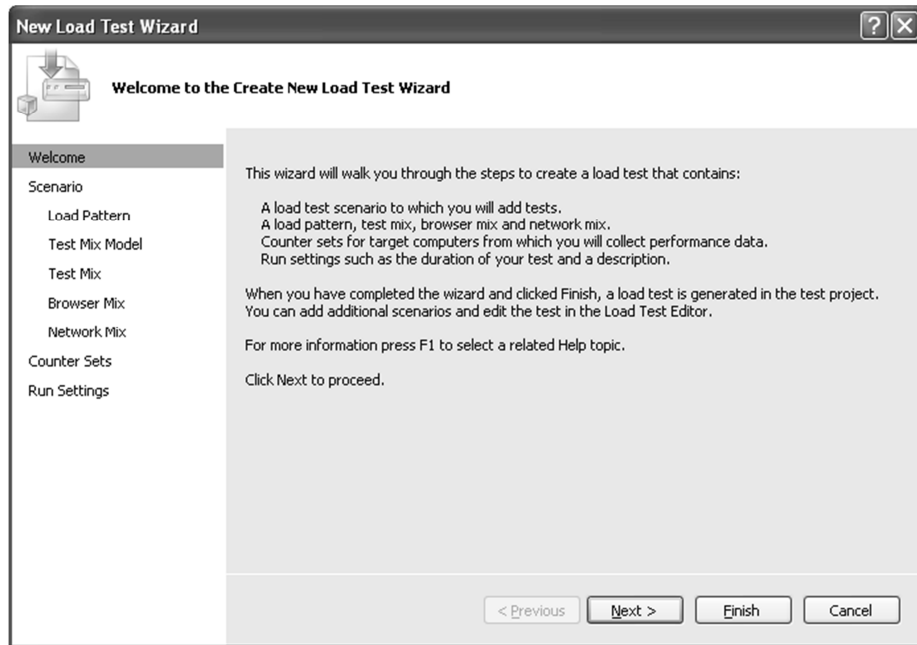 New Load Test Wizard
Welcome to the Create New Load Test Wizard
Welcome
Scenario
Load Pattern
Test Mix Model
Test Mix
Browser Mix
Network Mix
Counter Sets
Run Settings
This wizard will walk you through the steps to create a load test that contains:
A load test scenario to which you will add tests.
A load pattern, test mix, browser mix and network mix.
Counter sets for target computers from which you will collect performance data.
Run settings such as the duration of your test and a description.
When you have completed the wizard and clicked Finish, a load test is generated in the test project.
You can add additional scenarios and edit the test in the Load Test Editor.
For more information press F1 to select a related Help topic.
Click Next to proceed.
< Previous Next > Finish Cancel